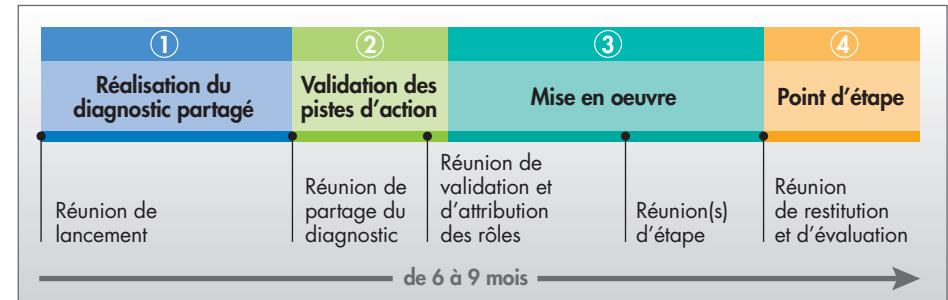 1
2
3
4
Réalisation du
diagnostic partagé
Validation des
pistes d'action
Mise en oeuvre
Point d'étape
Réunion de
lancement
Réunion de
partage du
diagnostic
Réunion de
validation et
d'attribution
des rôles
Réunion(s)
d'étape
Réunion
de restitution
et d'évaluation
de 6 à 9 mois